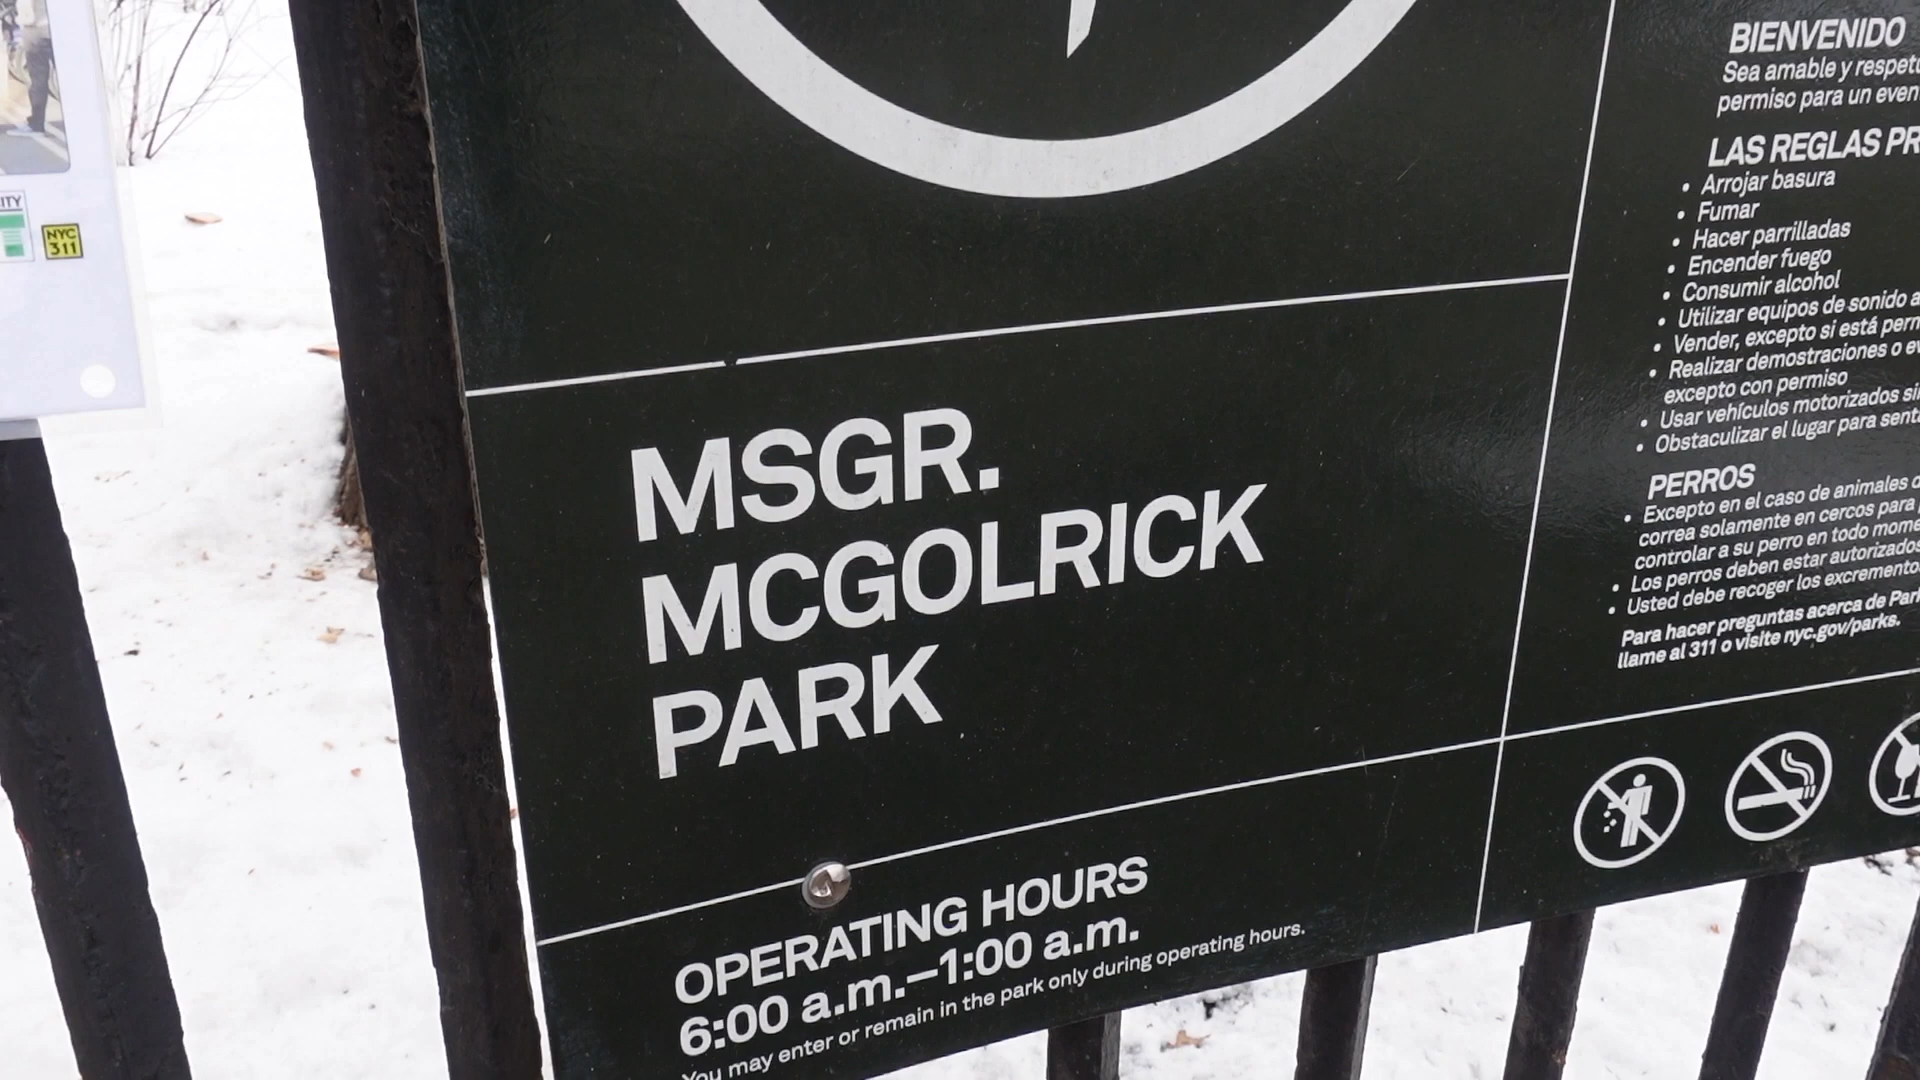 ITY
NYC
311
MSGR.
MCGOLRICK
PARK
OPERATING HOURS
6:00 a.m.–1:00 a.m.
You may enter or remain in the park only during operating hours.
BIENVENIDO
Sea amable y respetu
permiso para un even
LAS REGLAS PR
• Arrojar basura
• Fumar
• Hacer parrilladas
• Encender fuego
• Consumir alcohol
• Utilizar equipos de sonido a
• Vender, excepto si está perm
• Realizar demostraciones o ev
excepto con permiso
• Usar vehículos motorizados si
• Obstaculizar el lugar para senta
PERROS
• Excepto en el caso de animales d
correa solamente en cercos para
controlar a su perro en todo mome
• Los perros deben estar autorizados
• Usted debe recoger los excremento
Para hacer preguntas acerca de Park
llame al 311 o visite nyc.gov/parks.